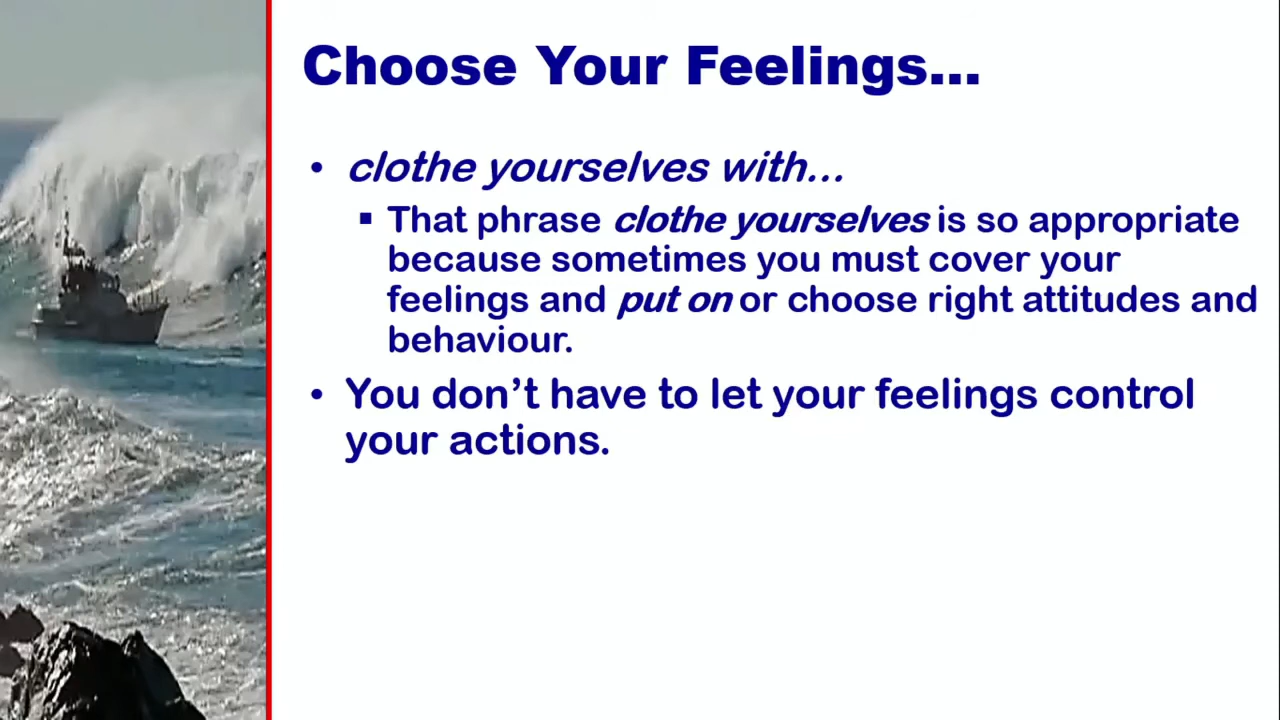 Choose Your Feelings...
• clothe yourselves with...
▪ That phrase clothe yourselves is so appropriate
because sometimes you must cover your
feelings and put on or choose right attitudes and
behaviour.
• You don’t have to let your feelings control
your actions.